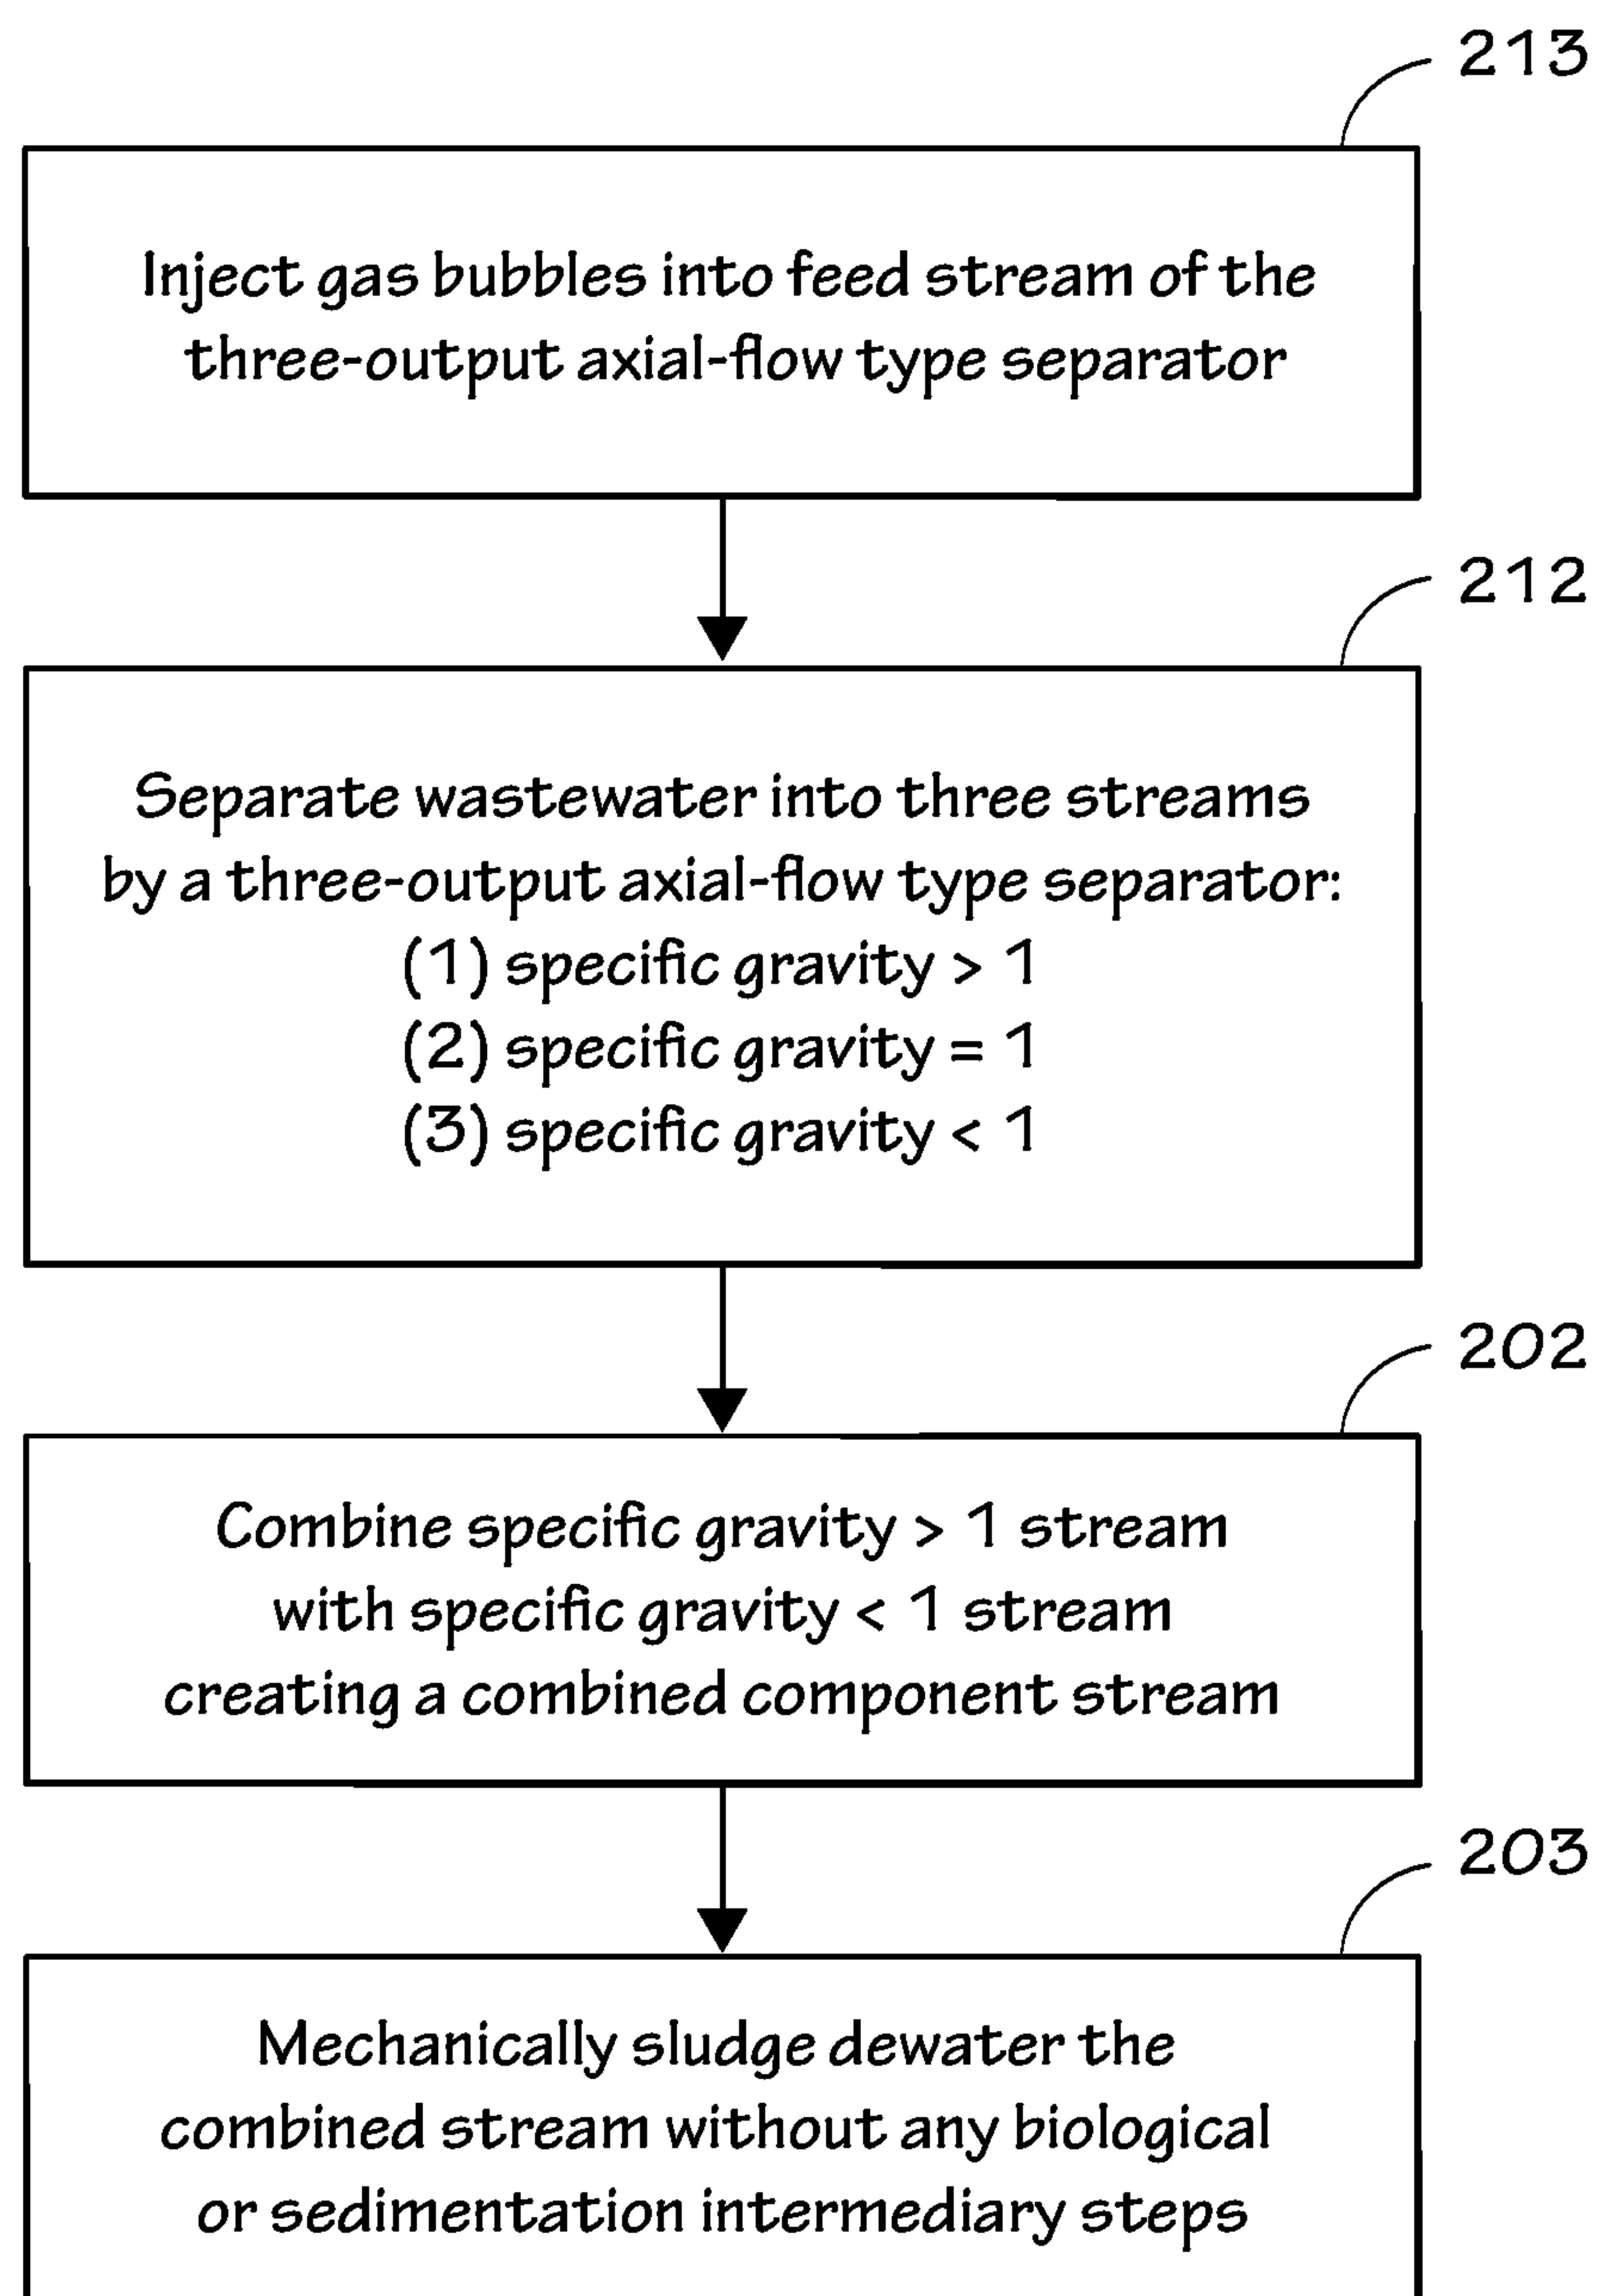 213
Inject gas bubbles into feed stream of the
three-output axial-flow type separator
212
Separate wastewater into three streams
by a three-output axial-flow type separator:
(1) specific gravity > 1
(2) specific gravity = 1
(3) specific gravity < 1
202
Combine specific gravity > 1 stream
with specific gravity < 1 stream
creating a combined component stream
203
Mechanically sludge dewater the
combined stream without any biological
or sedimentation intermediary steps